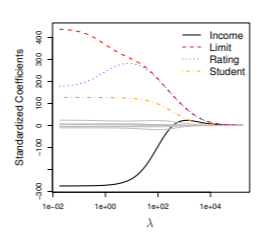 Standardized Coefficients
400
300
200
100
0
-100
-300
Income
Limit
Rating
Student
1e-02 1e+00 1e+02 1e+04
λ